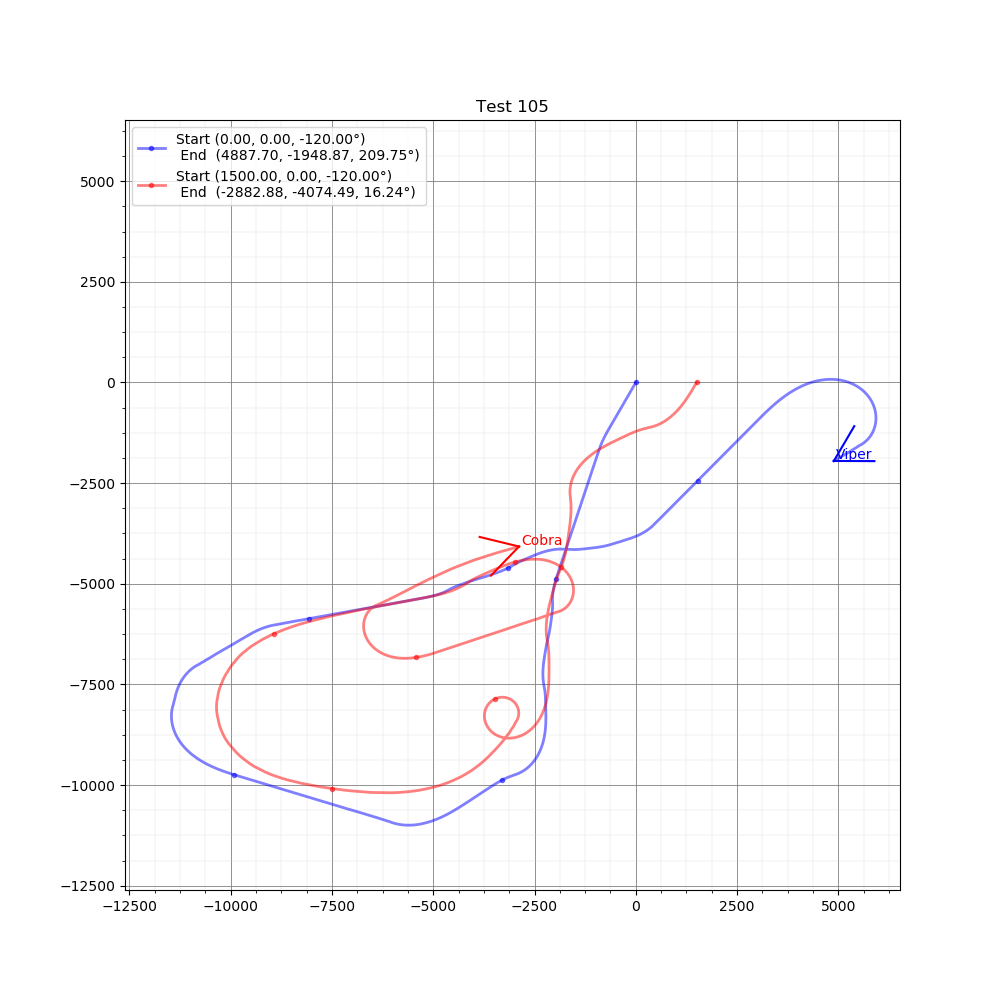 Test 105
Start (0.00, 0.00, -120.00°)
End (4887.70, -1948.87, 209.75°)
Start (1500.00, 0.00, -120.00°)
End (-2882.88, -4074.49, 16.24°)
5000
2500
0
−2500
−5000
−7500
−10000
−12500
Viper
Cobra
−12500 −10000 −7500 −5000 −2500 0 2500 5000